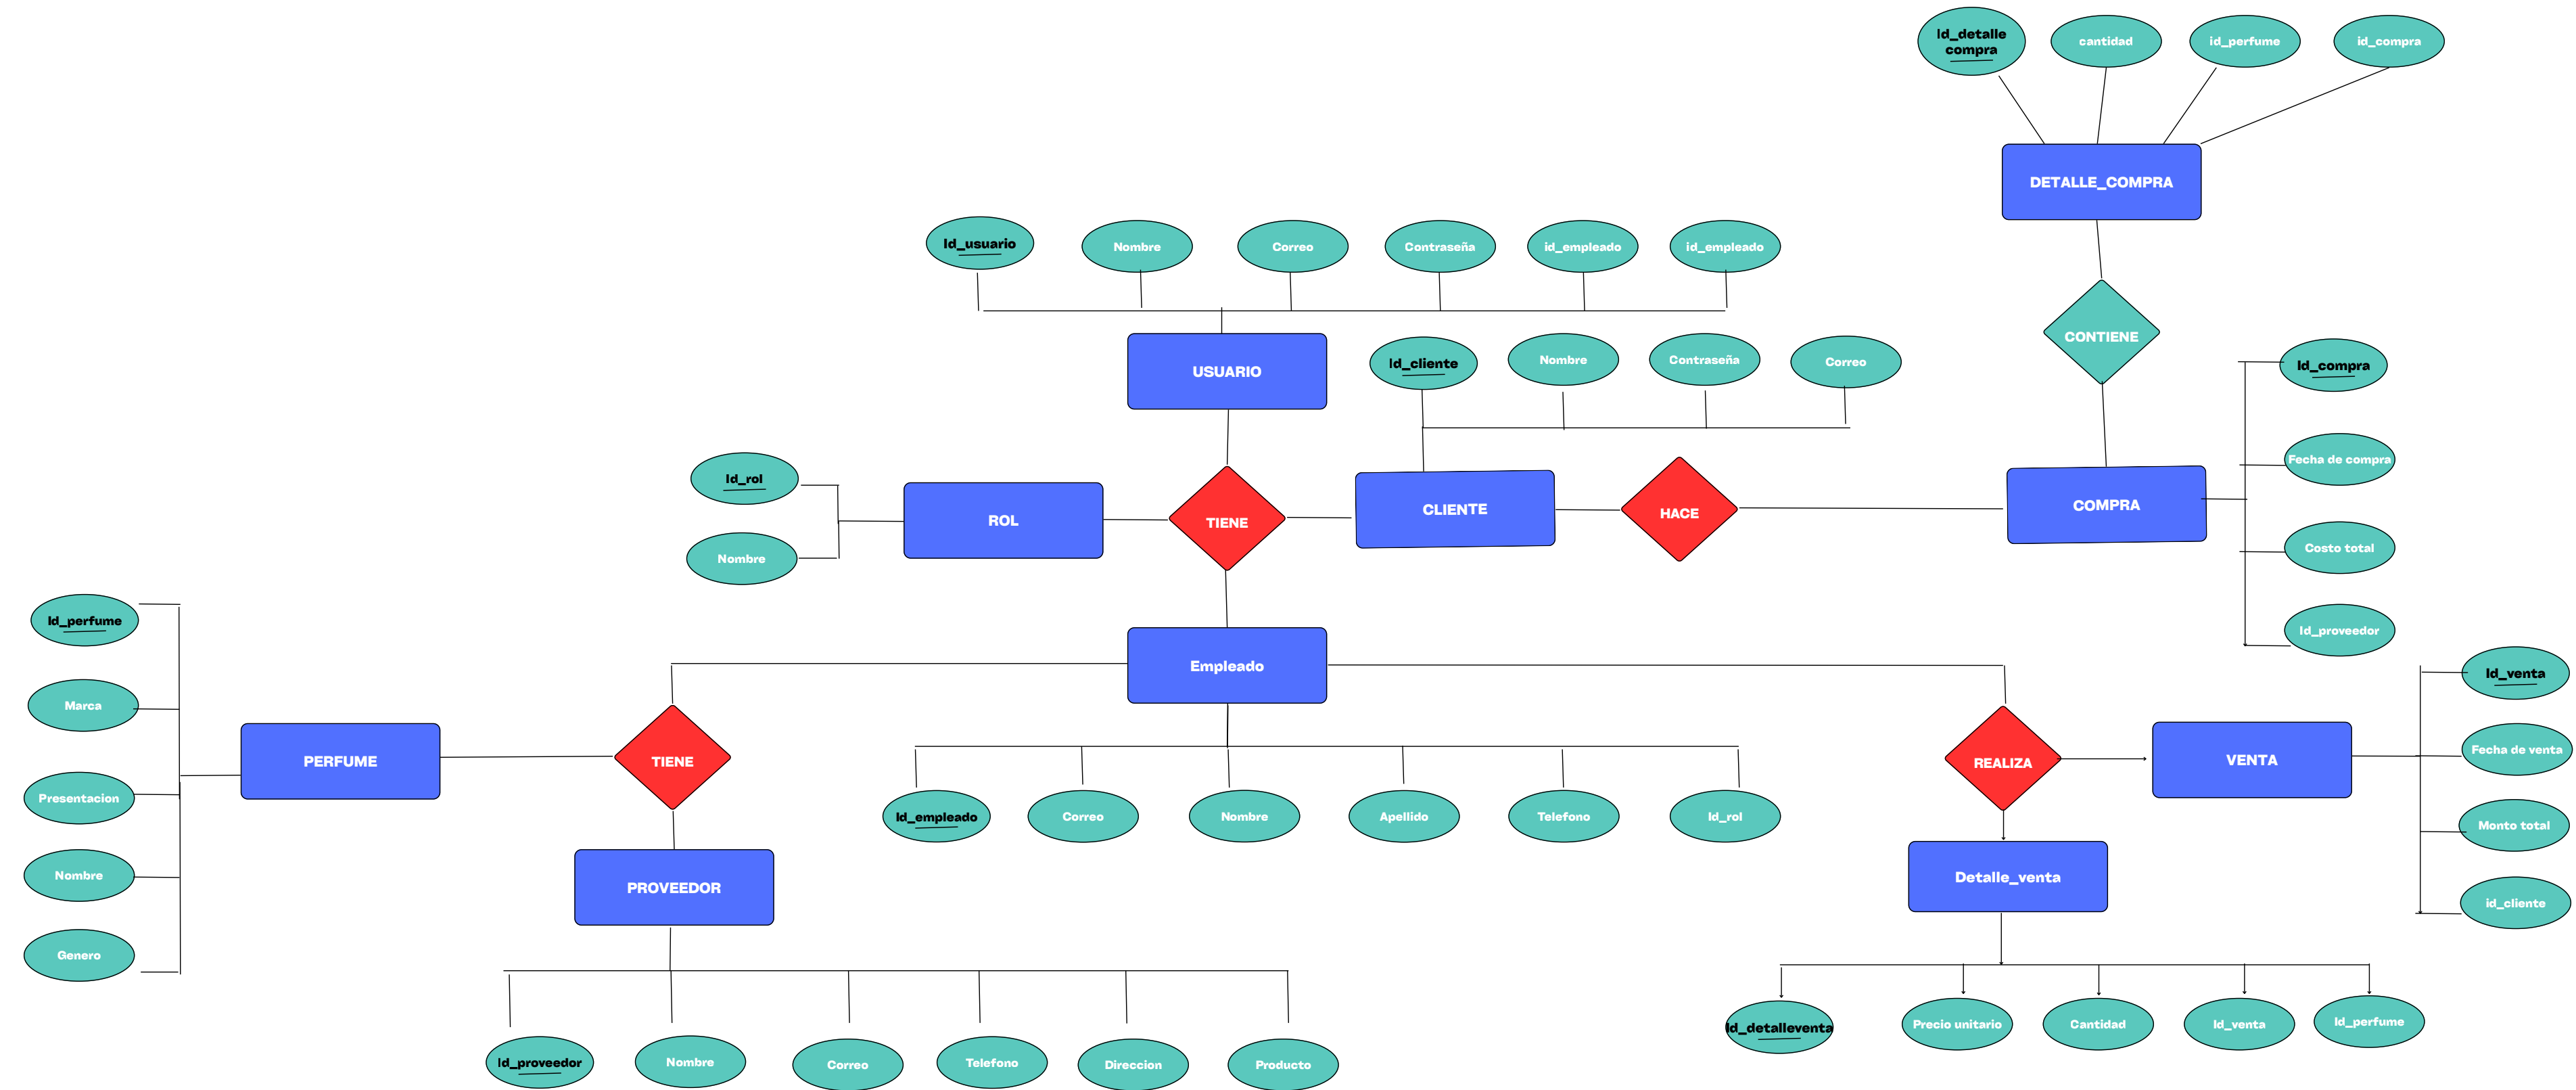 Id_detalle
compra
cantidad
id_perfume
id_compra
DETALLE_COMPRA
Id_usuario
Nombre
Correo
Contraseña
id_empleado
id_empleado
CONTIENE
USUARIO
Id_cliente
Nombre
Contraseña
Correo
Id_compra
Fecha de compra
Id_rol
ROL
TIENE
CLIENTE
HACE
COMPRA
Nombre
Costo total
Id_perfume
Id_proveedor
Empleado
Id_venta
Marca
PERFUME
TIENE
REALIZA
VENTA
Fecha de venta
Presentacion
Id_empleado
Correo
Nombre
Apellido
Telefono
Id_rol
Monto total
Nombre
PROVEEDOR
Detalle_venta
id_cliente
Genero
Id_detalleventa
Precio unitario
Cantidad
Id_venta
Id_perfume
Id_proveedor
Nombre
Correo
Telefono
Direccion
Producto